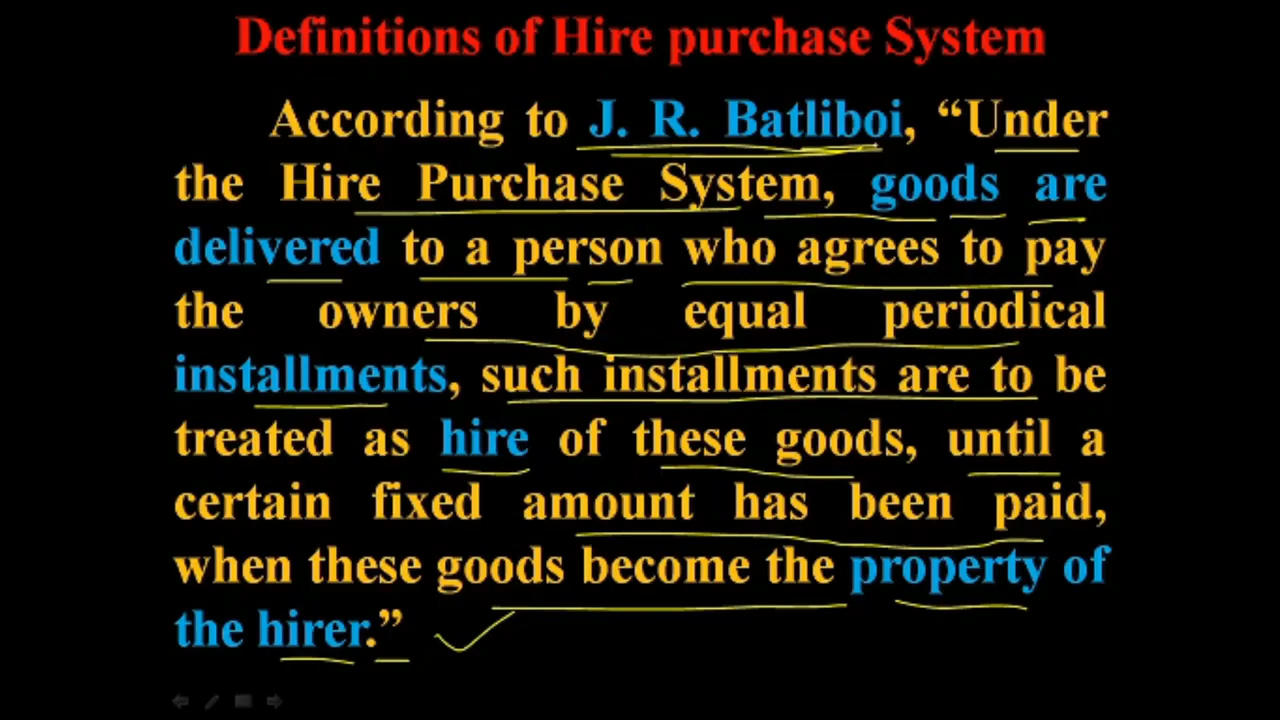 Definitions of Hire purchase System
According to J. R. Batliboi, “Under
the Hire Purchase System, goods are
delivered to a person who agrees to pay
the owners by equal periodical
installments, such installments are to be
treated as hire of these goods, until a
certain fixed amount has been paid,
when these goods become the property of
the hirer.”